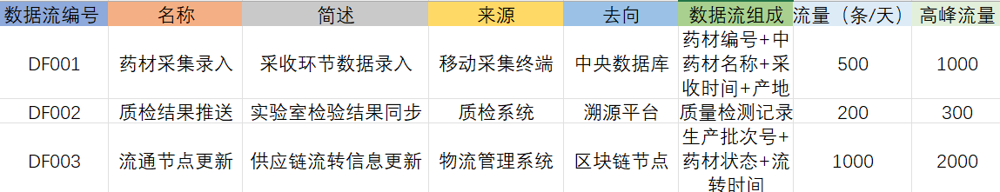 数据流编号 名称 简述 来源 去向 数据流组成 流量（条/天） 高峰流量
DF001 药材采集录入 采收环节数据录入 移动采集终端 中央数据库 药材编号+中
药材名称+采
收时间+产地 500 1000
DF002 质检结果推送 实验室检验结果同步 质检系统 溯源平台 质量检测记录 200 300
DF003 流通节点更新 供应链流转信息更新 物流管理系统 区块链节点 生产批次号+
药材状态+流
转时间 1000 2000